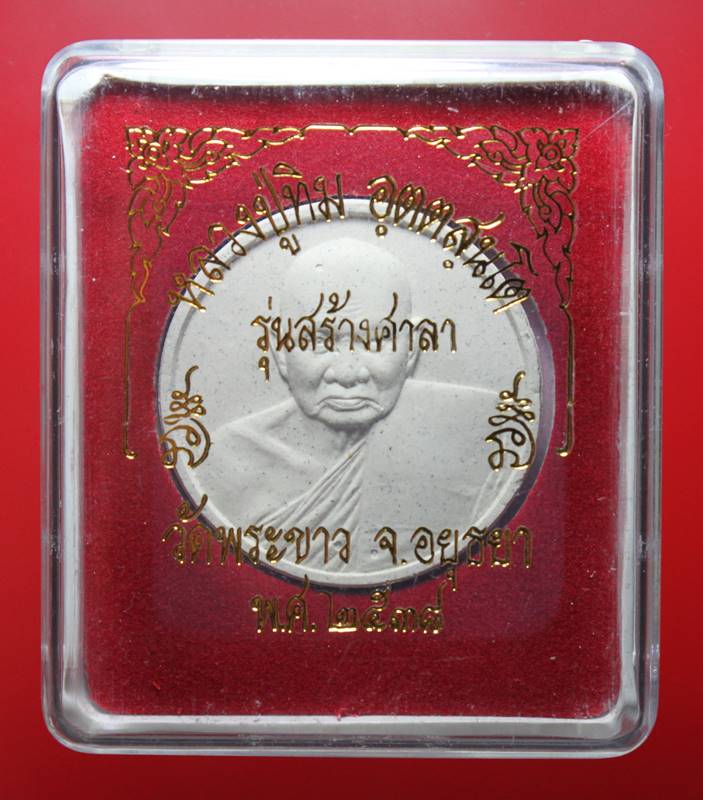 หลวงปู่ทิม อุตตสุนโต
รุ่นสร้างศาลา
วัดพระขาว จ.อยุธยา
พ.ศ.๒๕๓๘